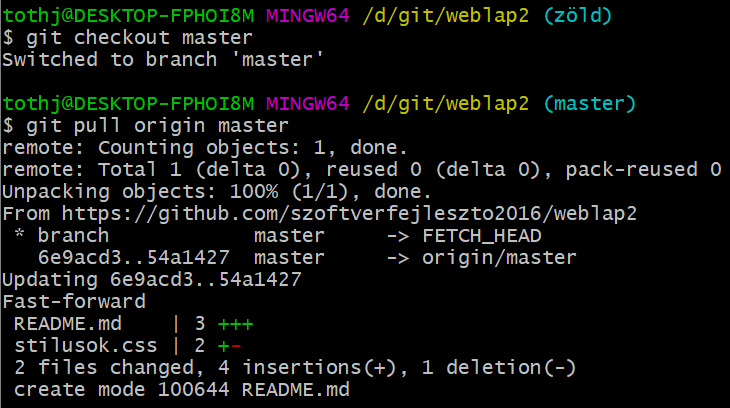 tothj@DESKTOP-FPHOI8M MINGW64 /d/git/weblap2 (zöld)
$ git checkout master
Switched to branch 'master'

tothj@DESKTOP-FPHOI8M MINGW64 /d/git/weblap2 (master)
$ git pull origin master
remote: Counting objects: 1, done.
remote: Total 1 (delta 0), reused 0 (delta 0), pack-reused 0
Unpacking objects: 100% (1/1), done.
From https://github.com/szoftverfejleszto2016/weblap2
 * branch            master     -> FETCH_HEAD
   6e9acd3..54a1427  master     -> origin/master
Updating 6e9acd3..54a1427
Fast-forward
 README.md    | 3 +++
 stilusok.css | 2 +-
 2 files changed, 4 insertions(+), 1 deletion(-)
 create mode 100644 README.md